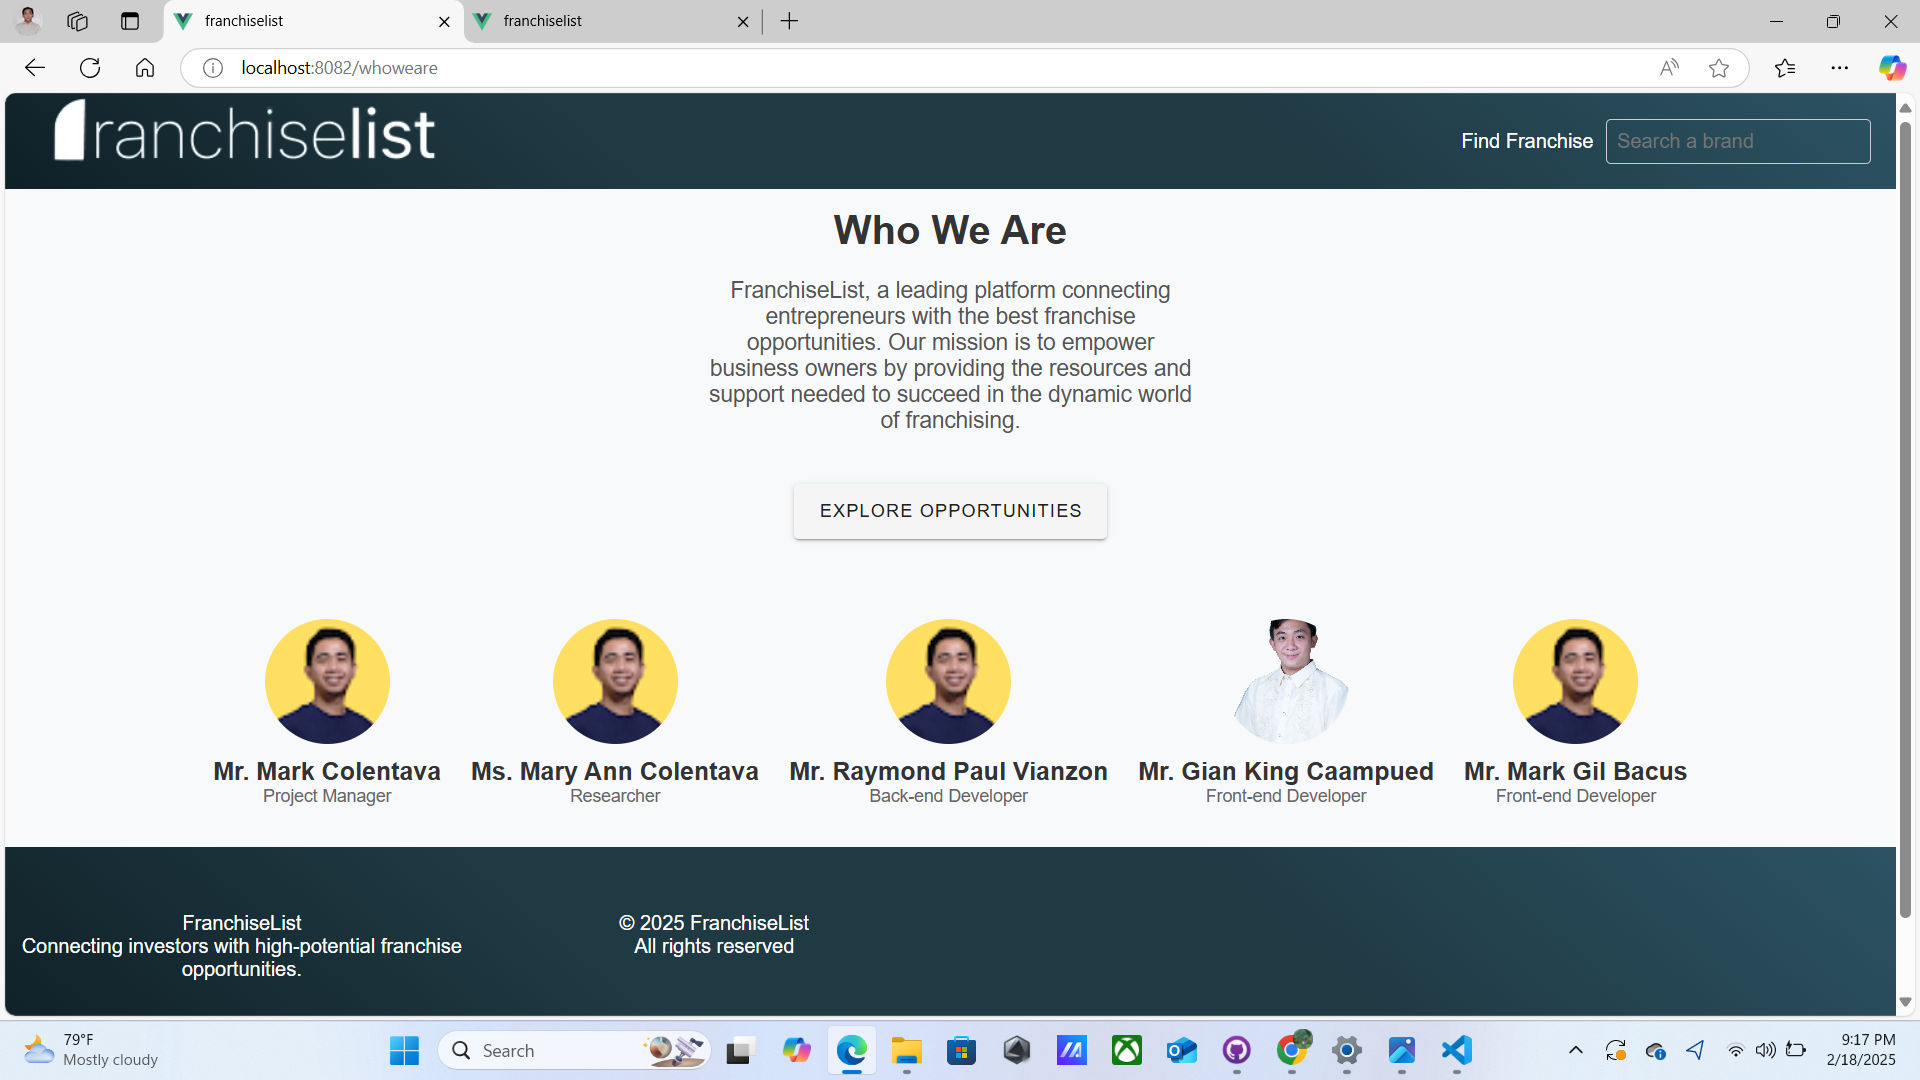 franchiselist
franchiselist
localhost:8082/whoweare
ranchiselist
Find Franchise
Search a brand
Who We Are
FranchiseList, a leading platform connecting
entrepreneurs with the best franchise
opportunities. Our mission is to empower
business owners by providing the resources and
support needed to succeed in the dynamic world
of franchising.
EXPLORE OPPORTUNITIES
Mr. Mark Colentava
Project Manager
Ms. Mary Ann Colentava
Researcher
Mr. Raymond Paul Vianzon
Back-end Developer
Mr. Gian King Caampued
Front-end Developer
Mr. Mark Gil Bacus
Front-end Developer
FranchiseList
Connecting investors with high-potential franchise
opportunities.
© 2025 FranchiseList
All rights reserved
79°F
Mostly cloudy
Search
9:17 PM
2/18/2025